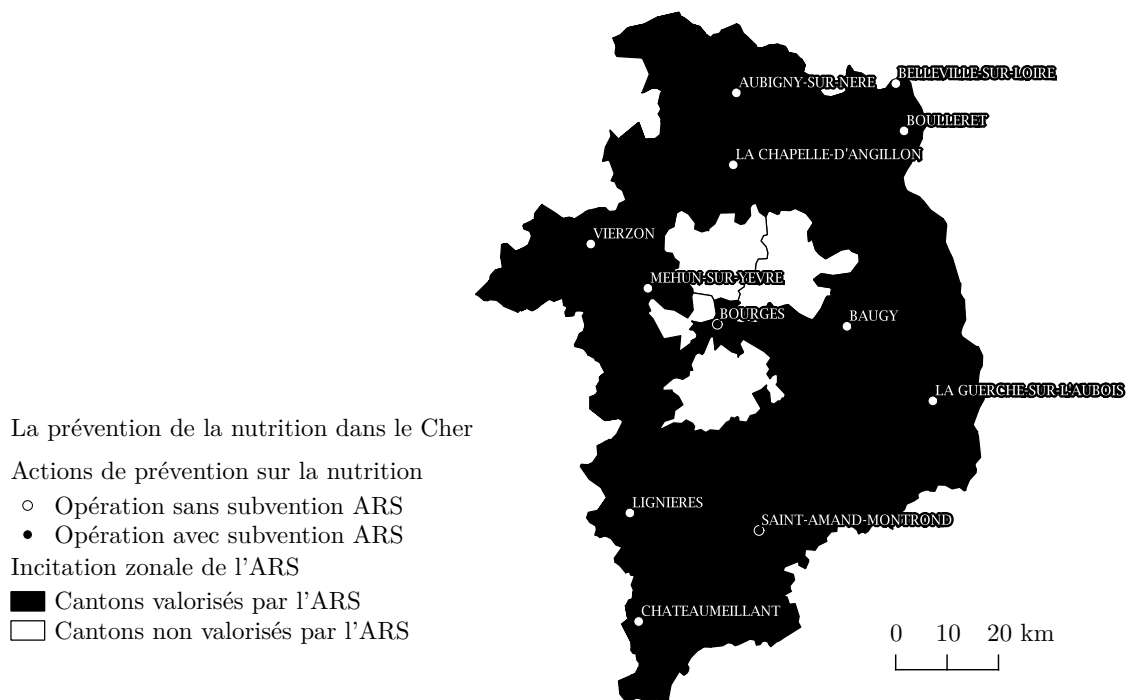 BELLEVILLE-SUR-LOIRE
AUBIGNY-SUR-NERE
BOULLERET
LA CHAPELLE-D'ANGILLON
VIERZON
MEHUN-SUR-YEVRE
BOURGES
BAUGY
LA GUERCHE-SUR-L'AUBOIS
LIGNIERES
SAINT-AMAND-MONTROND
CHATEAUMEILLANT
La prévention de la nutrition dans le Cher
Actions de prévention sur la nutrition
Opération sans subvention ARS
Opération avec subvention ARS
Incitation zonale de l'ARS
Cantons valorisés par l'ARS
Cantons non valorisés par l'ARS
0 10 20 km